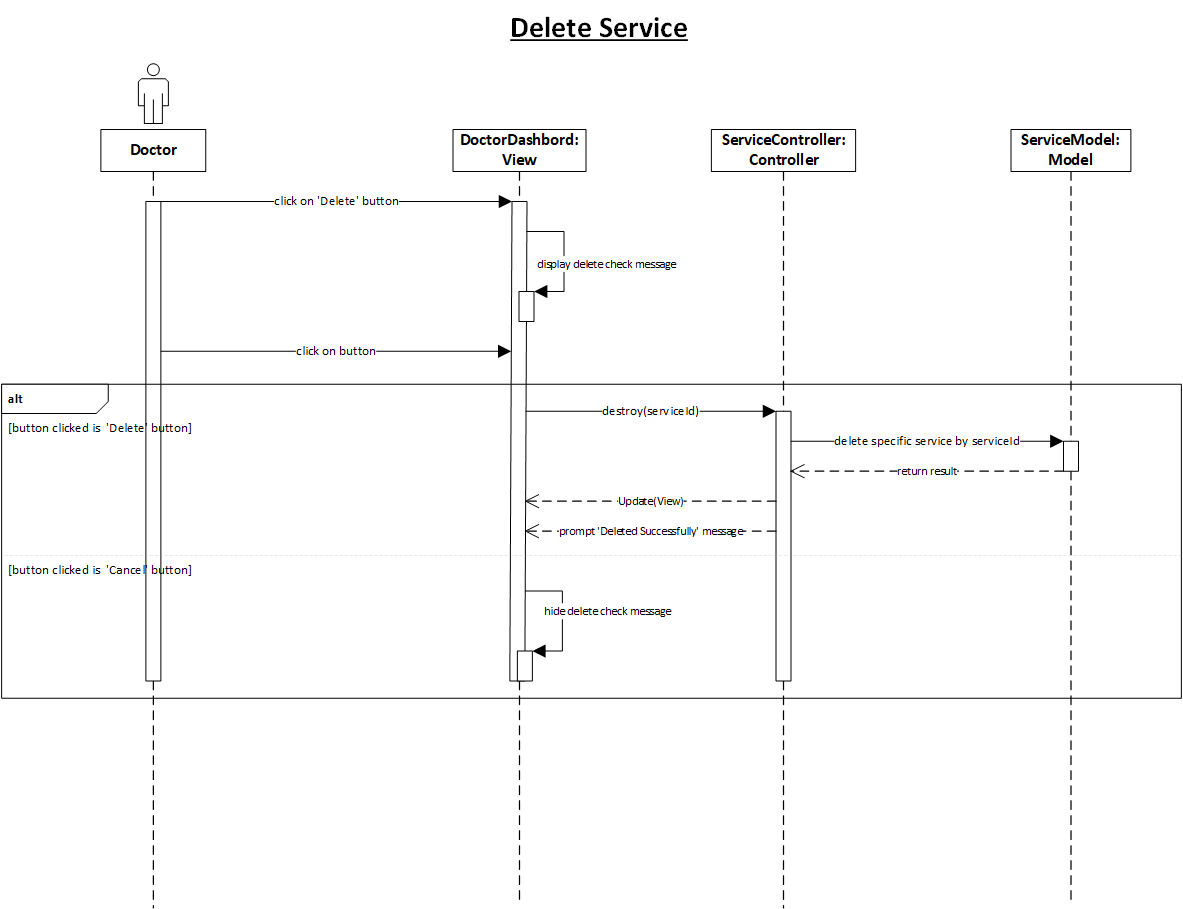 Delete Service
Doctor
DoctorDashbord:
View
ServiceController:
Controller
ServiceModel:
Model
click on 'Delete' button
display delete check message
click on button
alt
destroy(serviceId)
[button clicked is 'Delete' button]
delete specific service by serviceId
return result
Update(View)
prompt 'Deleted Successfully' message
[button clicked is 'Cancel' button]
hide delete check message